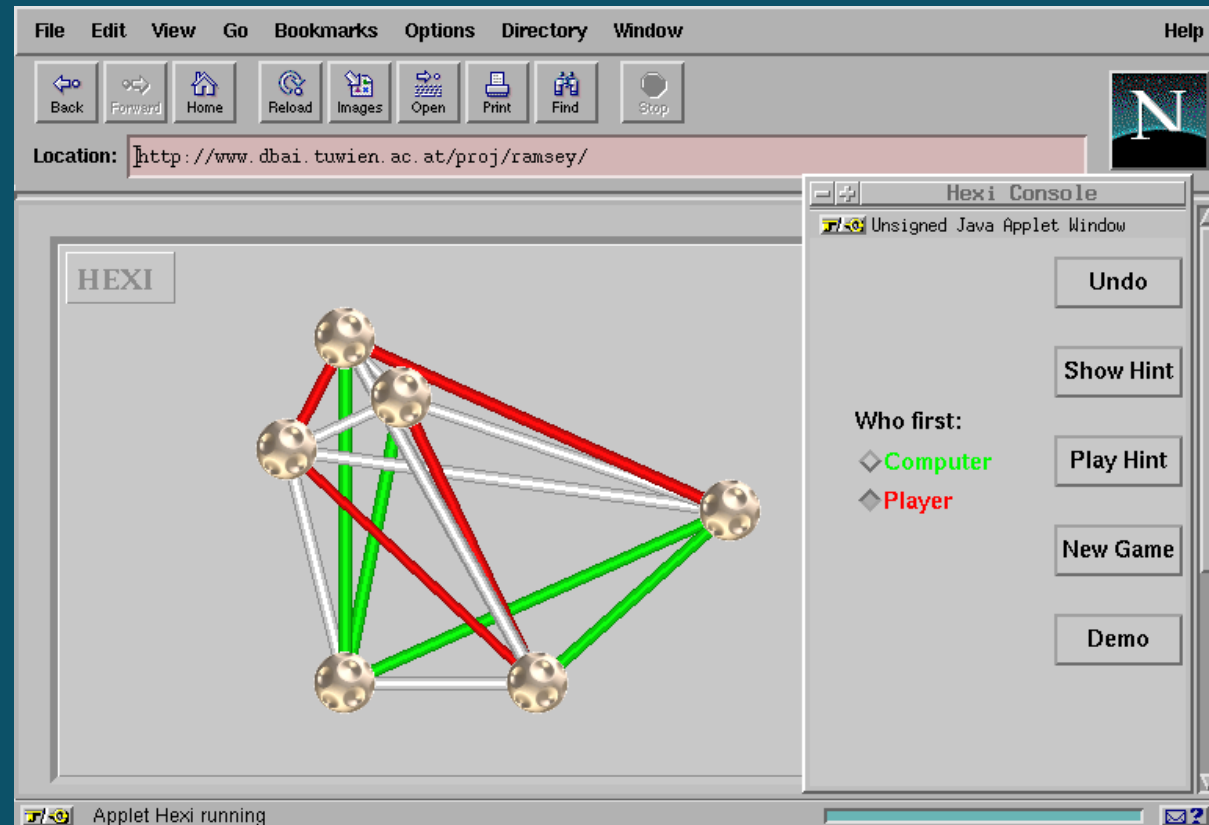 File Edit View Go Bookmarks Options Directory Window Help
Back Forward Home Reload Images Open Print Find Stop
N
Location: http://www.dbai.tuwien.ac.at/proj/ramsey/
Hexi Console
Unsigned Java Applet Window
HEXI
Undo
Show Hint
Who first:
Computer
Play Hint
Player
New Game
Demo
Applet Hexi running
?